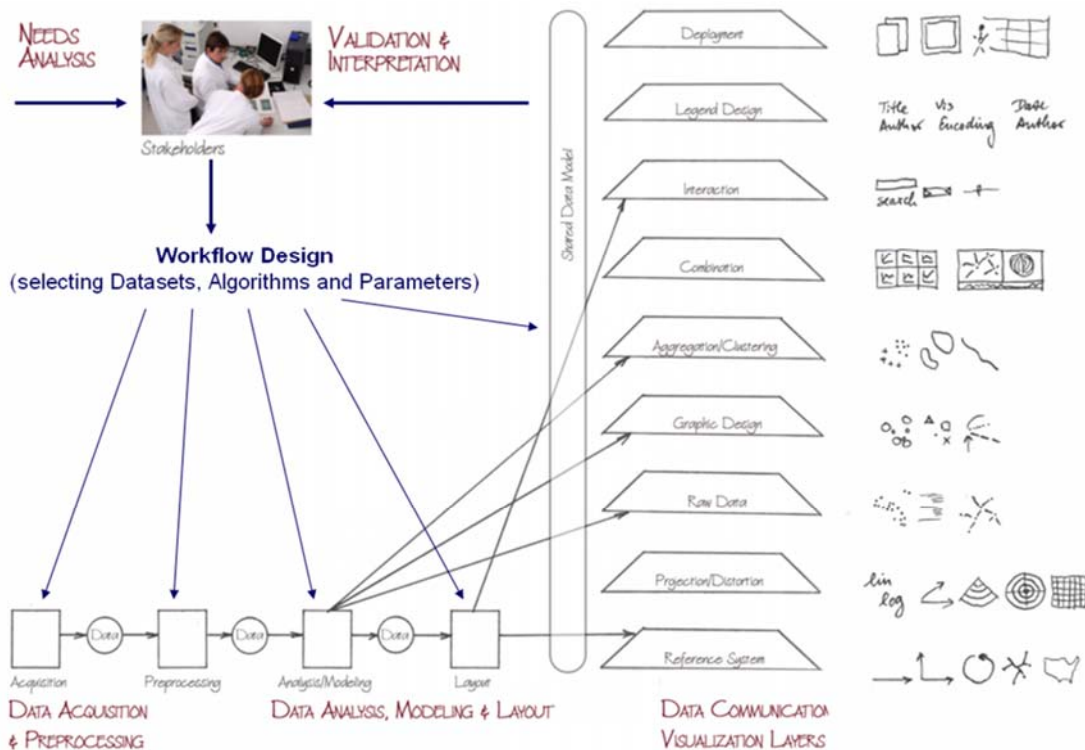 NEEDS
ANALYSIS
VALIDATION &
INTERPRETATION
Stakeholders
Workflow Design
(selecting Datasets, Algorithms and Parameters)
Data
Data
Data
Acquisition
Preprocessing
Analysis/Modeling
Layout
DATA ACQUISITION
& PREPROCESSING
DATA ANALYSIS, MODELING & LAYOUT
Shared Data Model
Deployment
Legend Design
Title
Author
Vis
Encoding
Date
Author
Interaction
search
Combination
Aggregation/Clustering
Graphic Design
Raw Data
Projection/Distortion
lin
log
Reference System
DATA COMMUNICATION
VISUALIZATION LAYERS